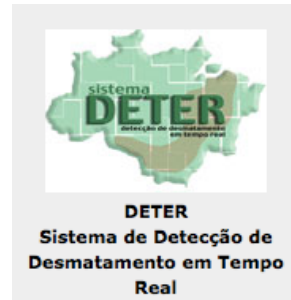 sistema
DETER
detecção de desmatamento
em tempo real
DETER
Sistema de Detecção de
Desmatamento em Tempo
Real